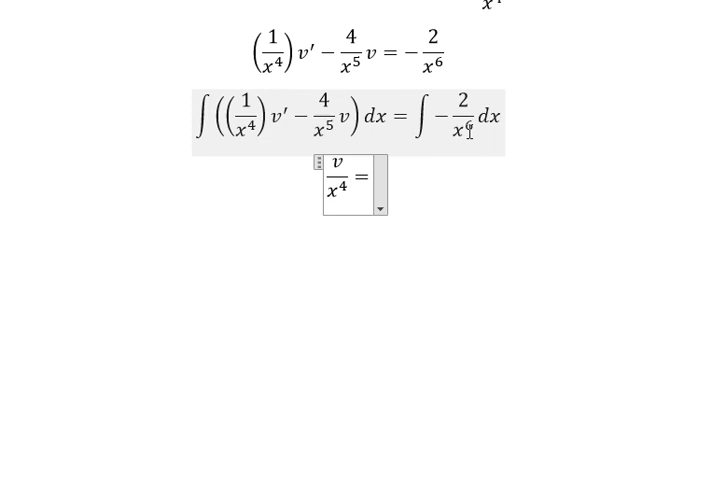 (1/x⁴) v′ − 4/x⁵ v = − 2/x⁶
∫ ((1/x⁴) v′ − 4/x⁵ v) dx = ∫ − 2/x⁶ dx
v/x⁴ =